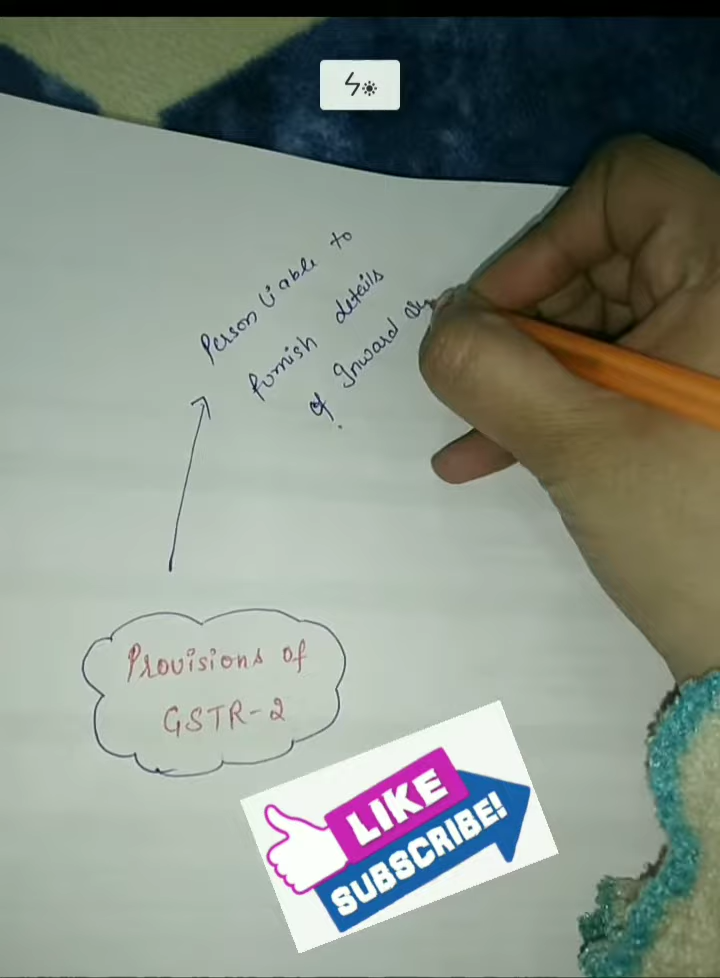 Person liable to
furnish details
of Inward
Provisions of
GSTR-2
LIKE
SUBSCRIBE!